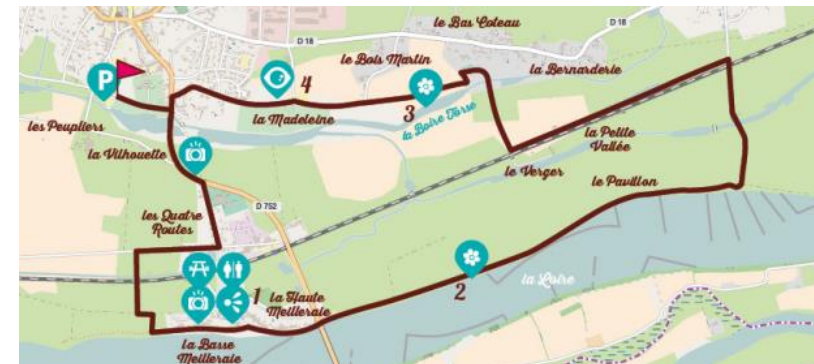 le Bas Coteau
D 18
D 18
le Bois Martin
P
4
la Bernarderie
3
la Madeleine
la Boire Torse
les Peupliers
la Petite
Vallée
la Vilhouette
le Verger
le Pavillon
D 752
les Quatre
Routes
la Loire
2
1
la Haute
Meilleraie
la Basse
Meilleraie